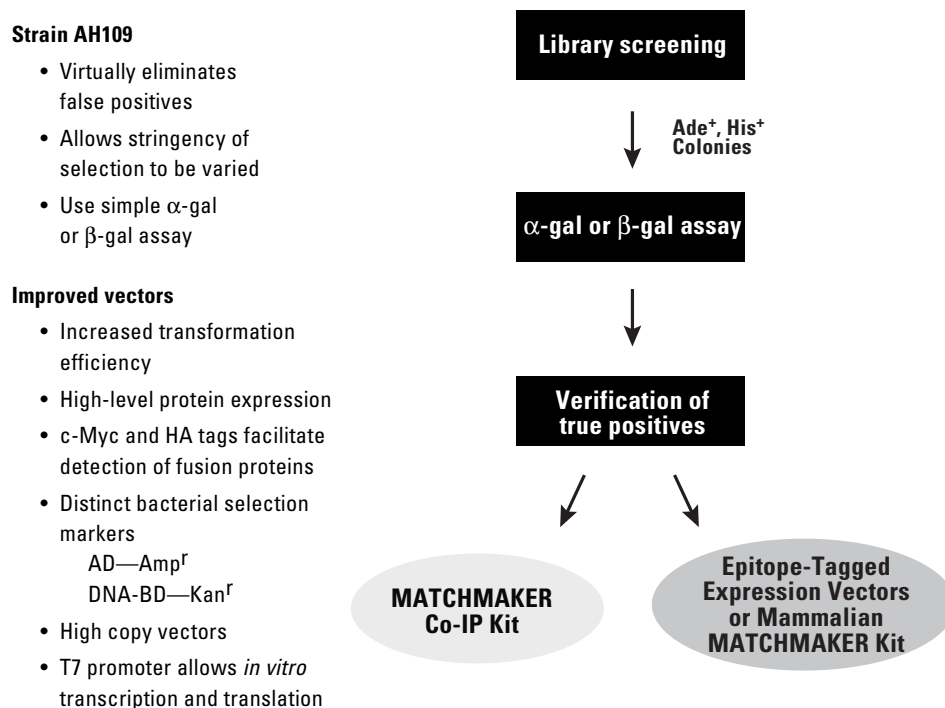 Strain AH109
• Virtually eliminates
false positives
• Allows stringency of
selection to be varied
• Use simple α-gal
or β-gal assay
Improved vectors
• Increased transformation
efficiency
• High-level protein expression
• c-Myc and HA tags facilitate
detection of fusion proteins
• Distinct bacterial selection
markers
AD—Ampʳ
DNA-BD—Kanʳ
• High copy vectors
• T7 promoter allows in vitro
transcription and translation
Library screening
Ade⁺, His⁺
Colonies
α-gal or β-gal assay
Verification of
true positives
MATCHMAKER
Co-IP Kit
Epitope-Tagged
Expression Vectors
or Mammalian
MATCHMAKER Kit